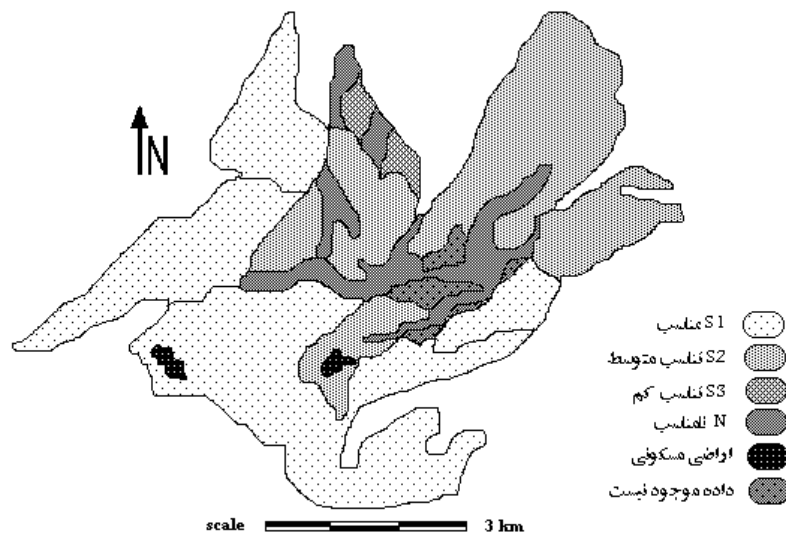 N
S1 مناسب
S2 تناسب متوسط
S3 تناسب کم
N نامناسب
اراضی مسکونی
داده موجود نیست
scale 3 km